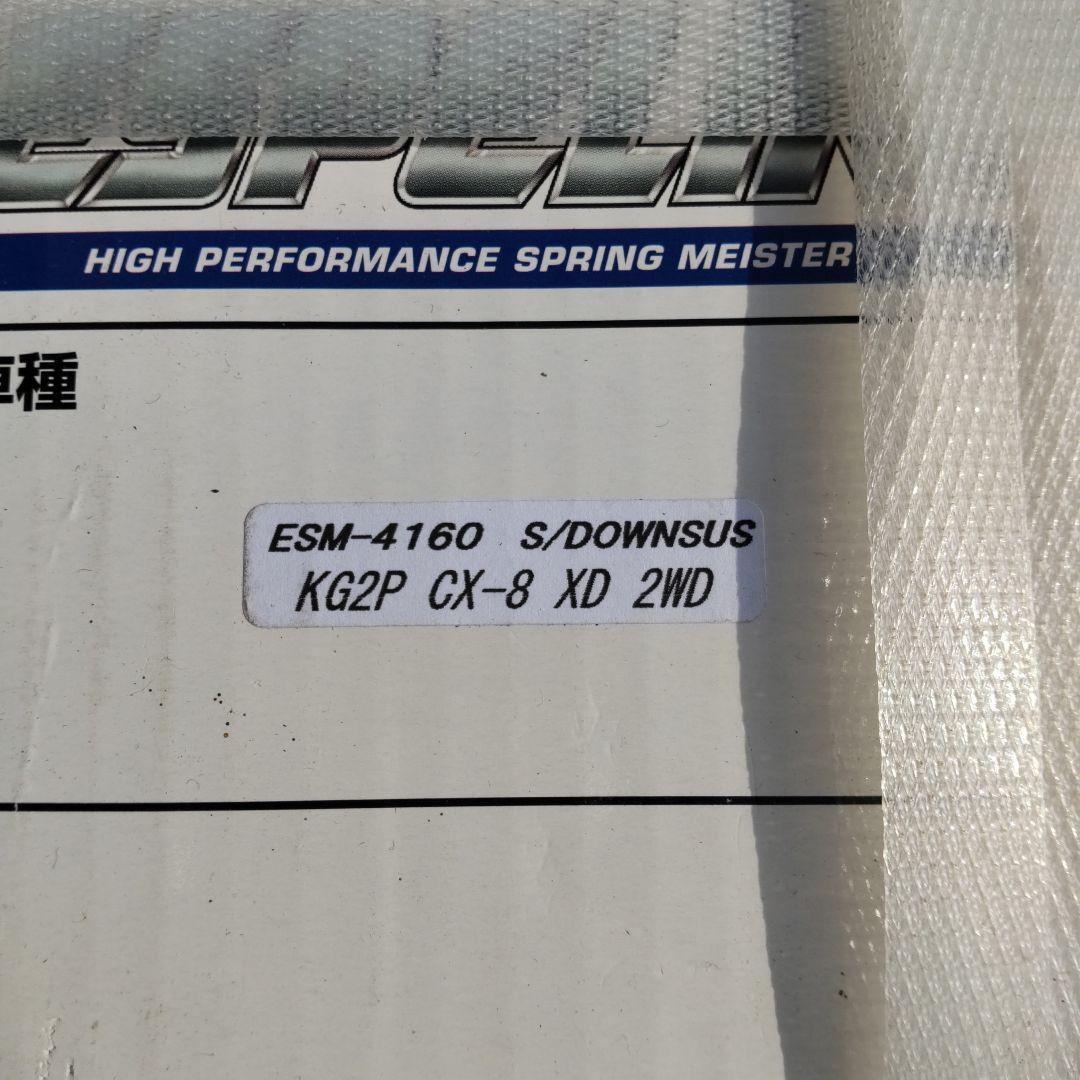 HIGH PERFORMANCE SPRING MEISTER
車種
ESM-4160 S/DOWNSUS
KG2P CX-8 XD 2WD